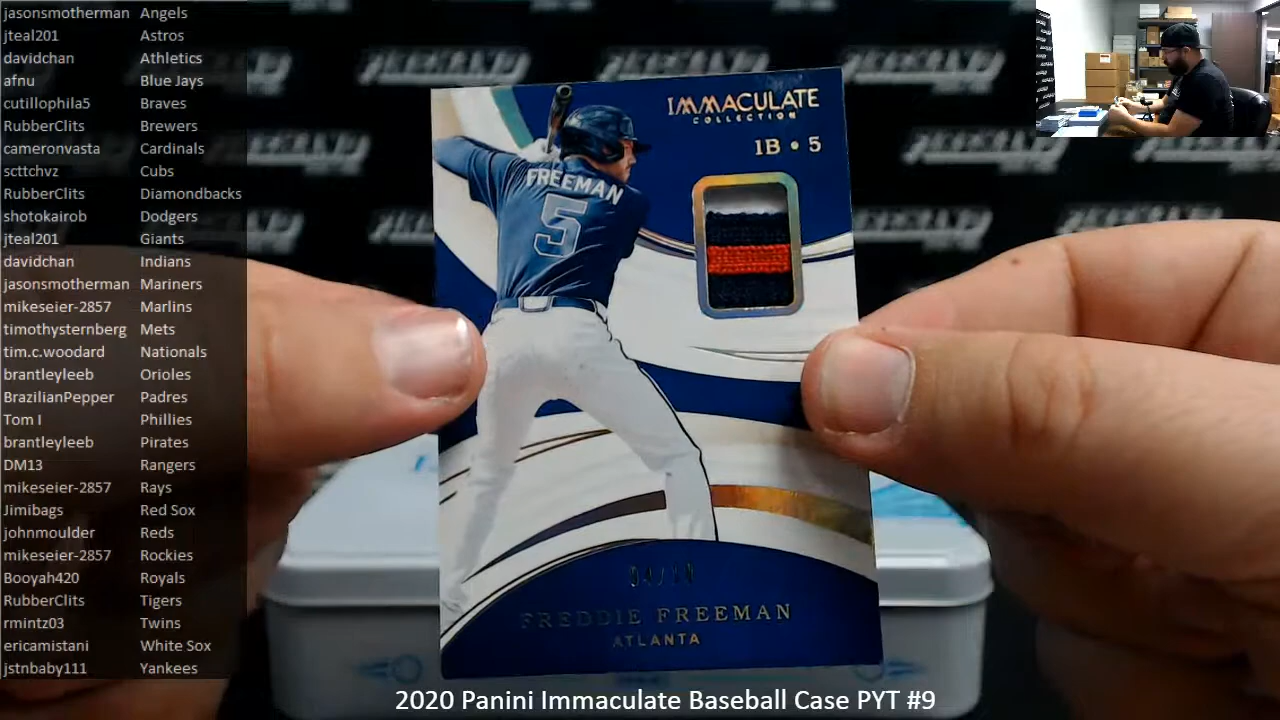 jasonsmotherman Angels
jteal201 Astros
davidchan Athletics
afnu Blue Jays
cutillophila5 Braves
RubberClits Brewers
cameronvasta Cardinals
scttchvz Cubs
RubberClits Diamondbacks
shotokairob Dodgers
jteal201 Giants
davidchan Indians
jasonsmotherman Mariners
mikeseier-2857 Marlins
timothysternberg Mets
tim.c.woodard Nationals
brantleyleeb Orioles
BrazilianPepper Padres
Tom I Phillies
brantleyleeb Pirates
DM13 Rangers
mikeseier-2857 Rays
Jimibags Red Sox
johnmoulder Reds
mikeseier-2857 Rockies
Booyah420 Royals
RubberClits Tigers
rmintz03 Twins
ericamistani White Sox
jstnbaby111 Yankees
IMMACULATE
COLLECTION
1B • 5
FREEMAN
5
FREDDIE FREEMAN
ATLANTA
2020 Panini Immaculate Baseball Case PYT #9